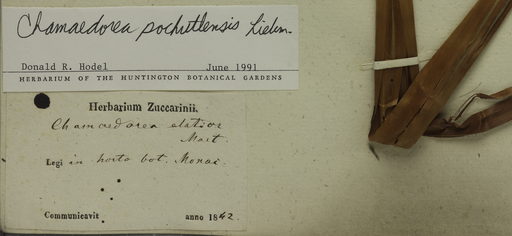 Chamaedorea pochutlensis Liebm.
Donald R. Hodel June 1991
HERBARIUM OF THE HUNTINGTON BOTANICAL GARDENS
Herbarium Zuccarinii.
Chamaedorea elatior
Mart.
Legi in horto bot. Monac.
Communicavit anno 1842.